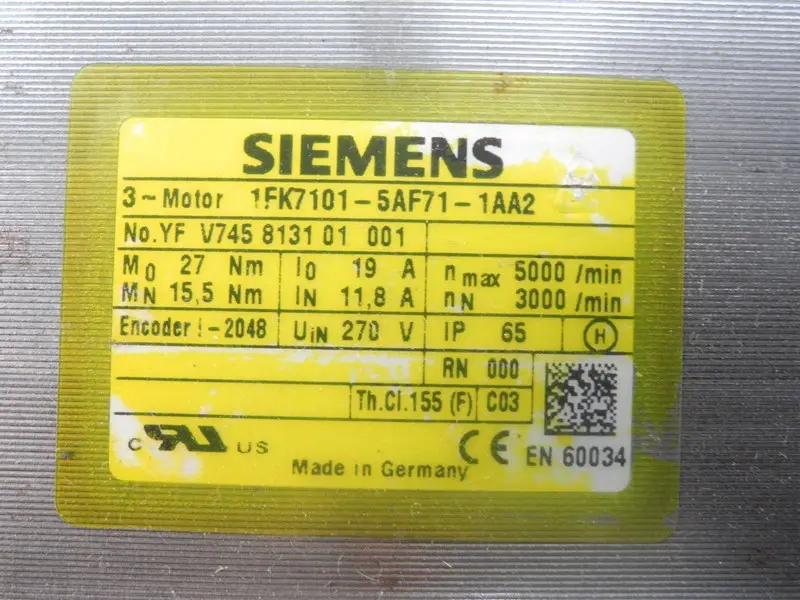 SIEMENS
3~Motor 1FK7101-5AF71-1AA2
No.YF V745 8131 01 001
M0 27 Nm I0 19 A n max 5000 /min
MN 15,5 Nm IN 11,8 A nN 3000 /min
Encoder I-2048 UIN 270 V IP 65 H
RN 000
Th.Cl.155 (F) C03
C RU US CE EN 60034
Made in Germany